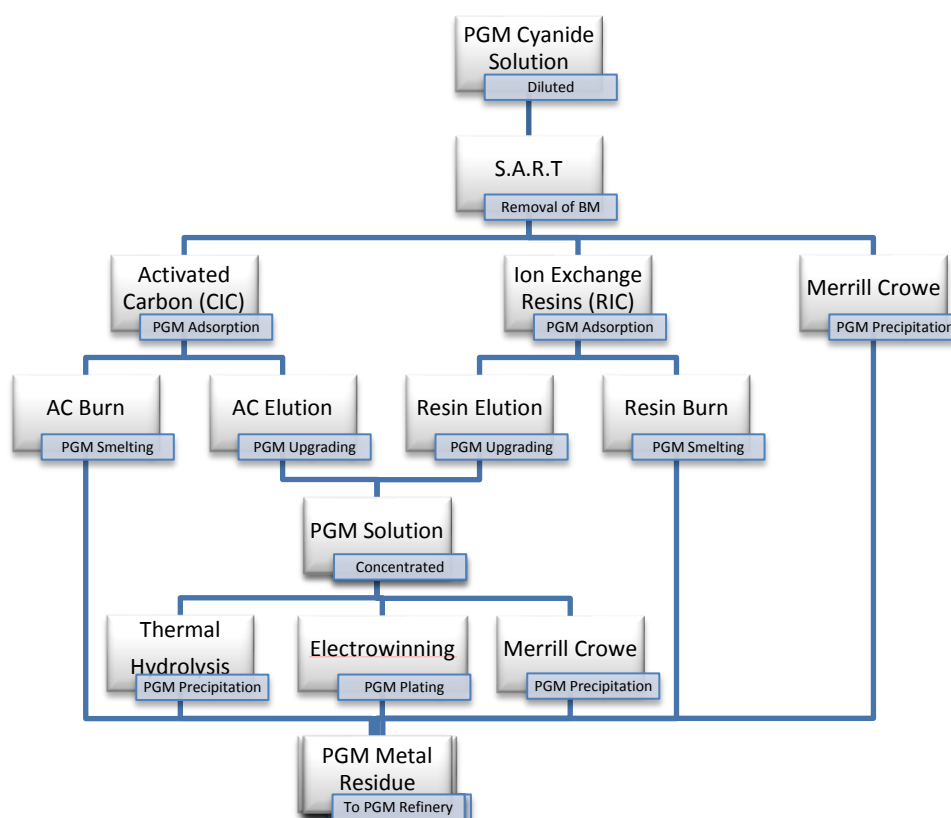 PGM Cyanide
Solution
Diluted
S.A.R.T
Removal of BM
Activated
Carbon (CIC)
PGM Adsorption
Ion Exchange
Resins (RIC)
PGM Adsorption
Merrill Crowe
PGM Precipitation
AC Burn
PGM Smelting
AC Elution
PGM Upgrading
Resin Elution
PGM Upgrading
Resin Burn
PGM Smelting
PGM Solution
Concentrated
Thermal
Hydrolysis
PGM Precipitation
Electrowinning
PGM Plating
Merrill Crowe
PGM Precipitation
PGM Metal
Residue
To PGM Refinery